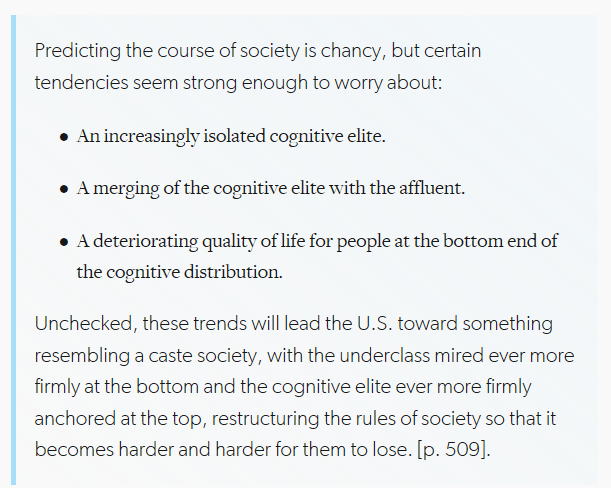 Predicting the course of society is chancy, but certain
tendencies seem strong enough to worry about:
• An increasingly isolated cognitive elite.
• A merging of the cognitive elite with the affluent.
• A deteriorating quality of life for people at the bottom end of
the cognitive distribution.
Unchecked, these trends will lead the U.S. toward something
resembling a caste society, with the underclass mired ever more
firmly at the bottom and the cognitive elite ever more firmly
anchored at the top, restructuring the rules of society so that it
becomes harder and harder for them to lose. [p. 509].